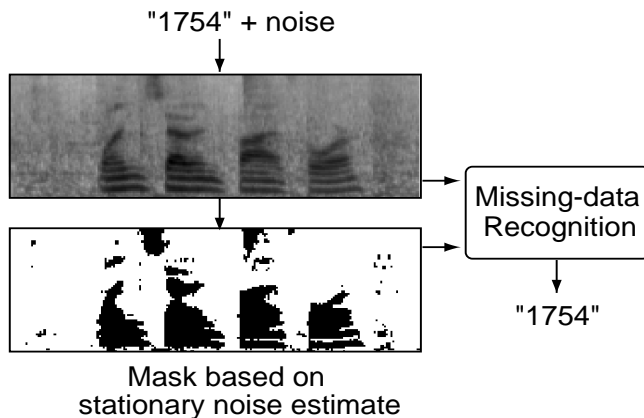 "1754" + noise
Missing-data
Recognition
"1754"
Mask based on
stationary noise estimate